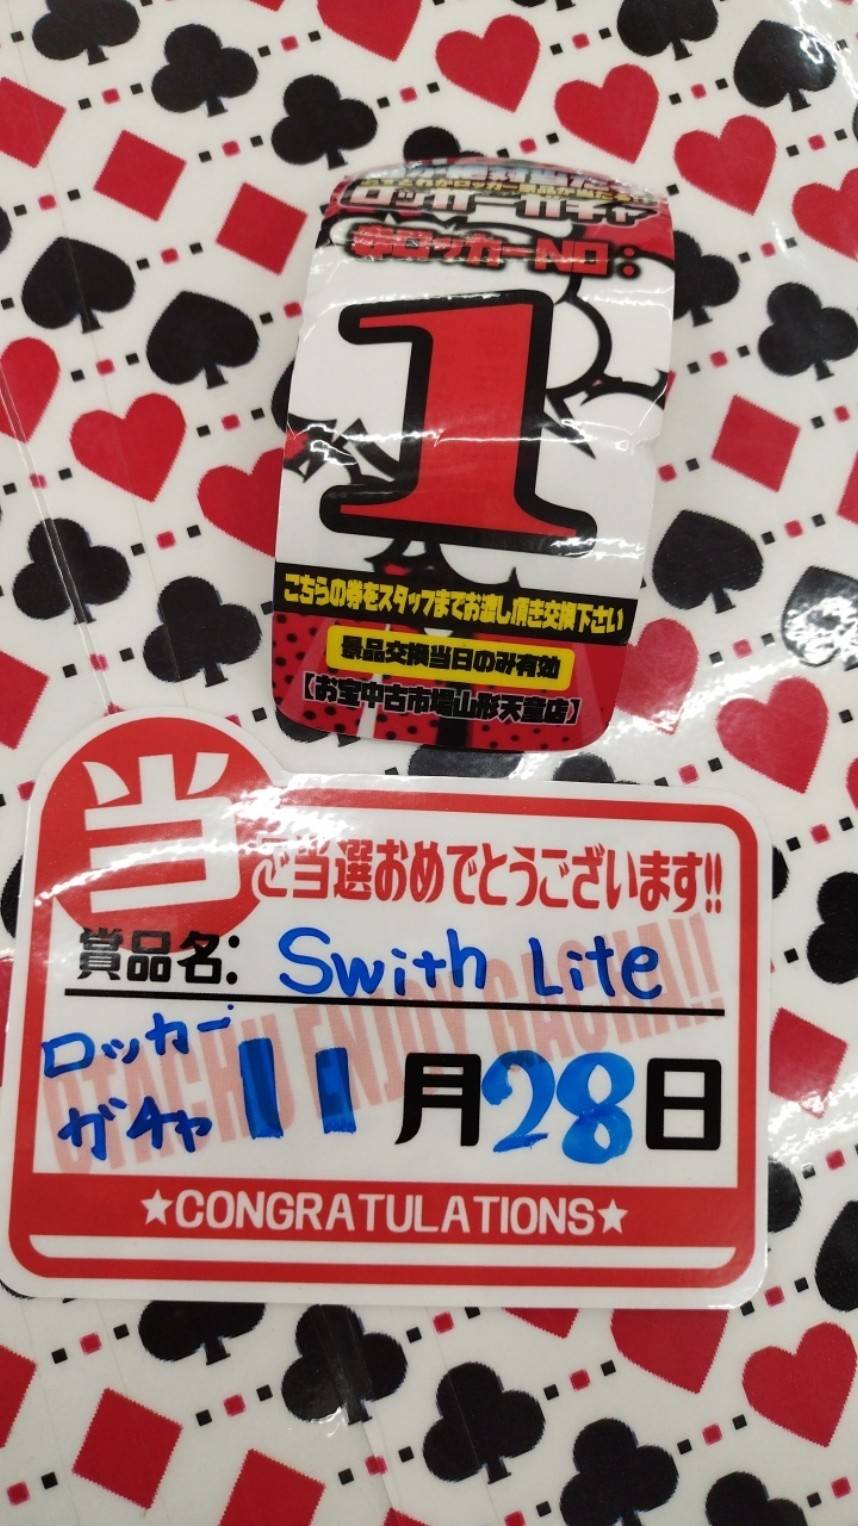 ロッカーガチャ
赤ロッカーNO:
1
こちらの券をスタッフまでお渡し頂き交換下さい
景品交換当日のみ有効
【お宝中古市場山形天童店】
当
ご当選おめでとうございます!!
賞品名: Swith Lite
OTACHU ENJOY GACHA!!
ロッカー
ガチャ 11月28日
★CONGRATULATIONS★